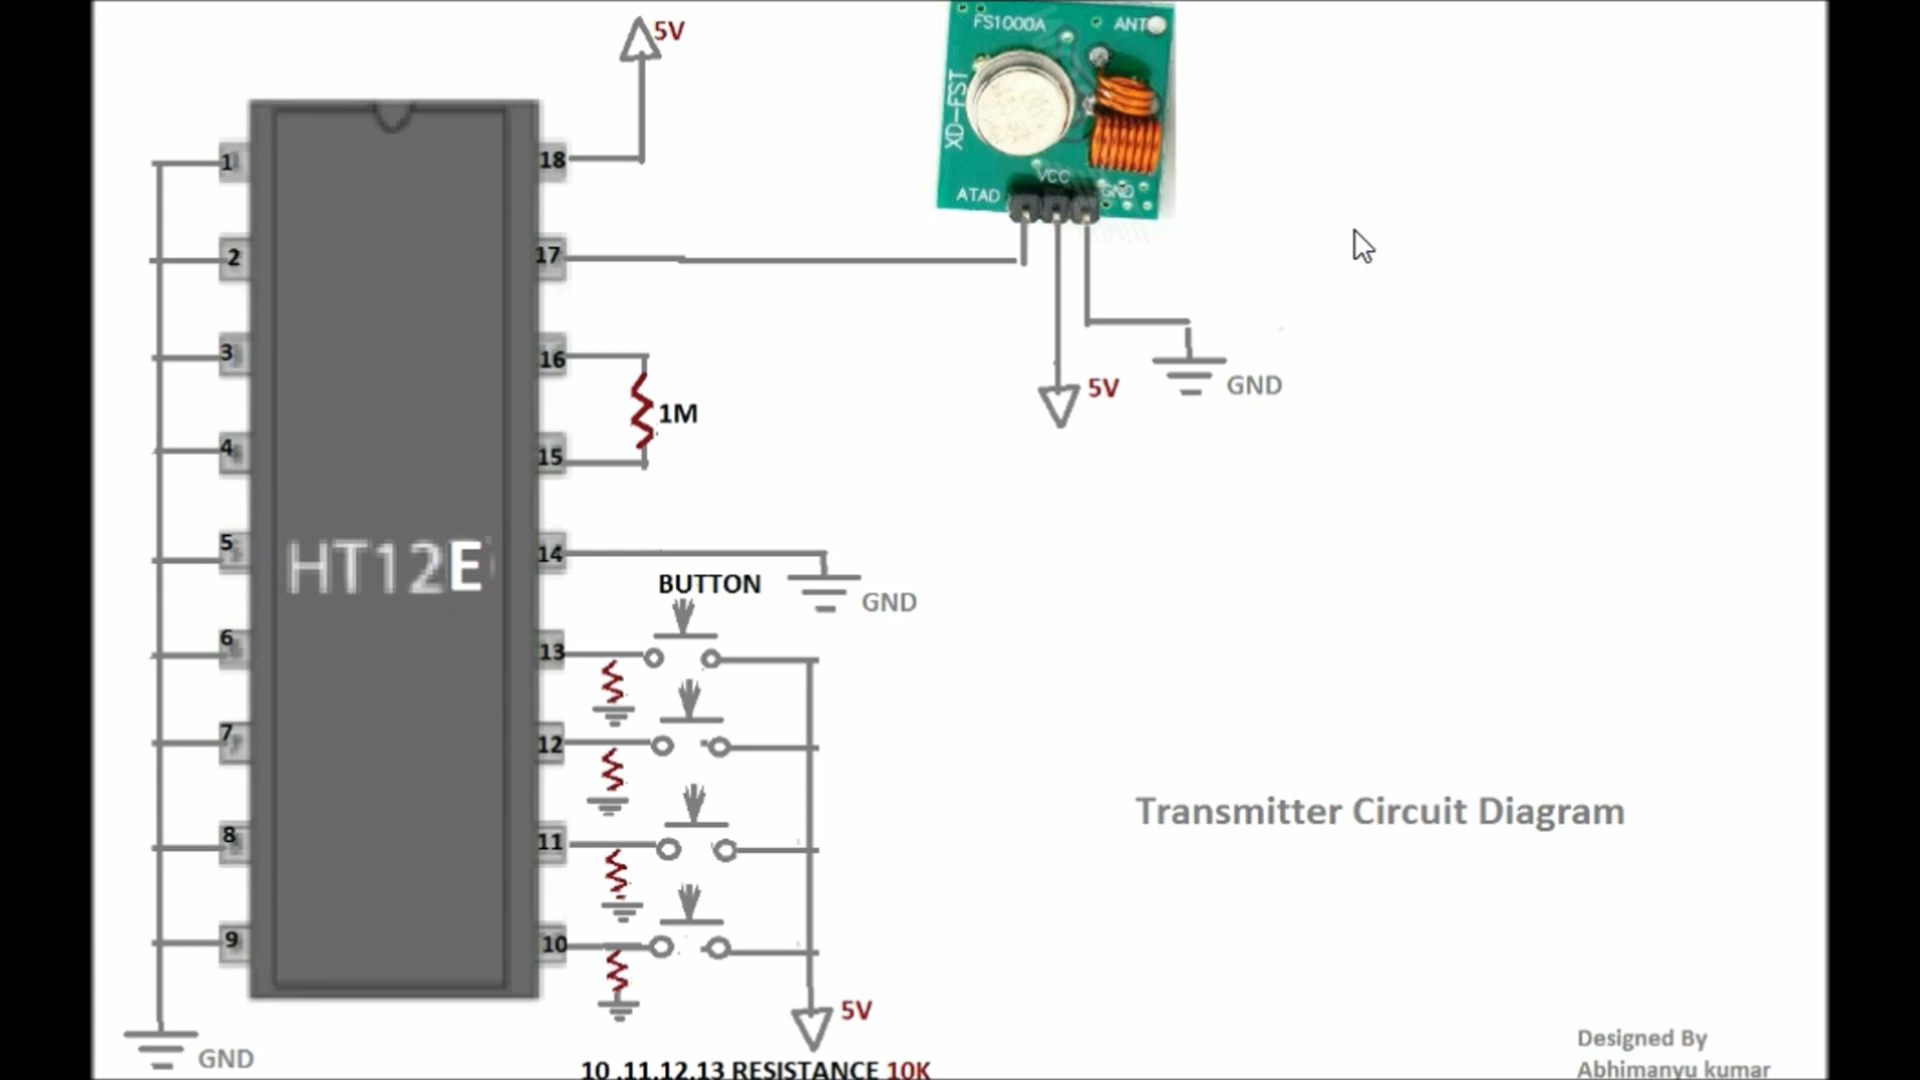 5V
FS1000A
ANT
XD-FST
VCC
ATAD
GND
1
18
2
17
3
16
1M
5V
GND
4
15
5
14
HT12E
BUTTON
GND
6
13
7
12
Transmitter Circuit Diagram
8
11
9
10
5V
GND
10 ,11,12,13 RESISTANCE 10K
Designed By
Abhimanyu kumar